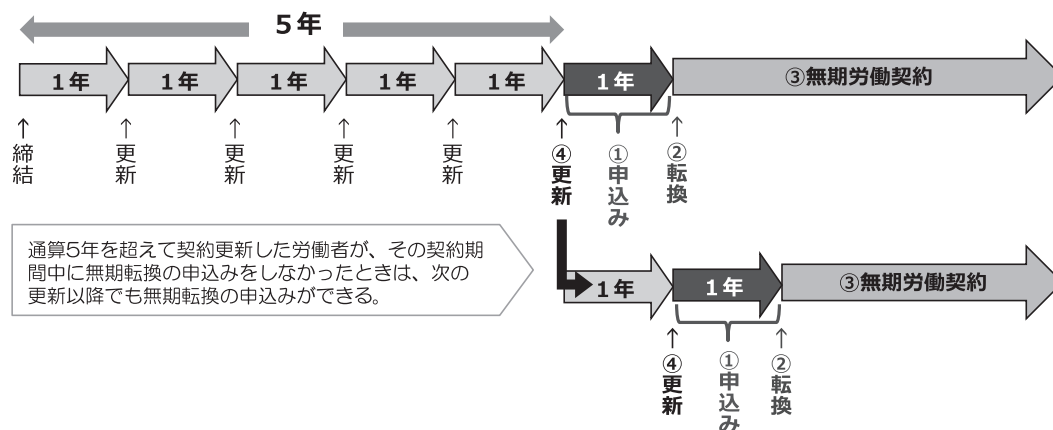 5年
1年 1年 1年 1年 1年 1年 ③無期労働契約
↑締結 ↑更新 ↑更新 ↑更新 ↑更新 ↑④更新 ①申込み ↑②転換
通算5年を超えて契約更新した労働者が、その契約期
間中に無期転換の申込みをしなかったときは、次の
更新以降でも無期転換の申込みができる。
1年 1年 ③無期労働契約
↑④更新 ①申込み ↑②転換